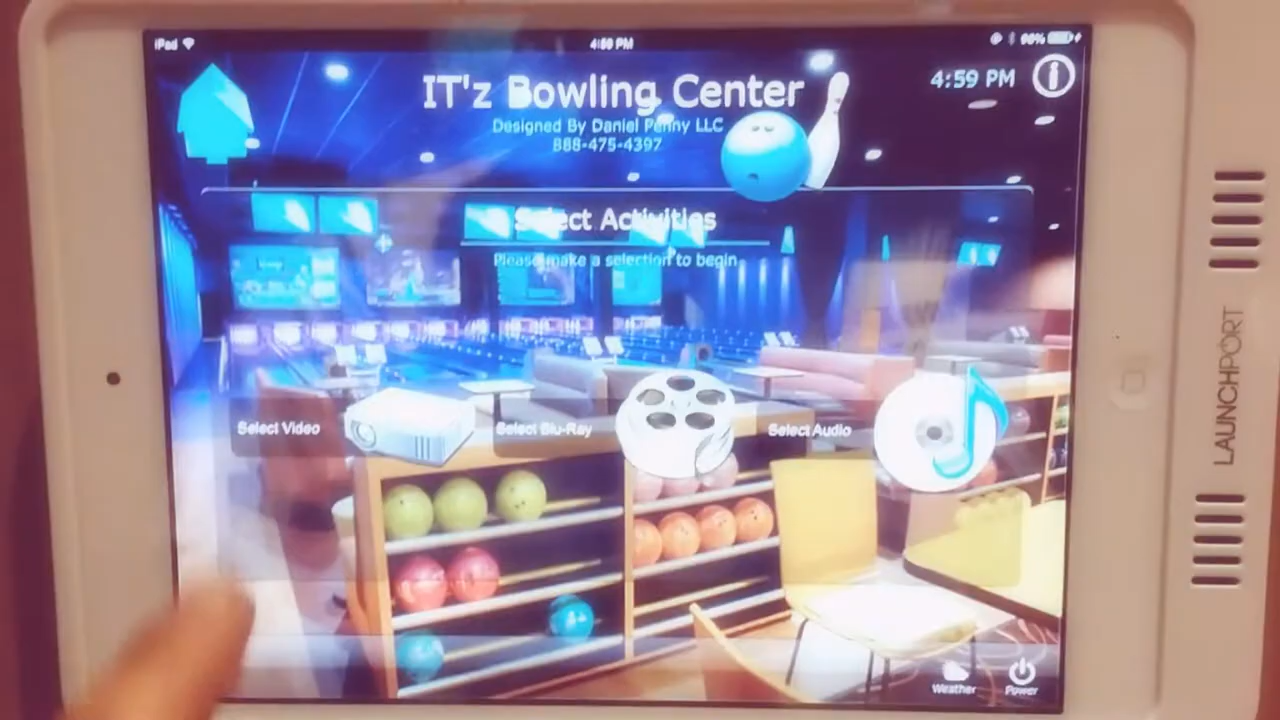 iPad
4:59 PM
IT'z Bowling Center
4:59 PM
Designed By Daniel Penny LLC
888-475-4397
Select Activities
Please make a selection to begin
Select Video
Select Blu-Ray
Select Audio
Weather
Power
LAUNCHPORT